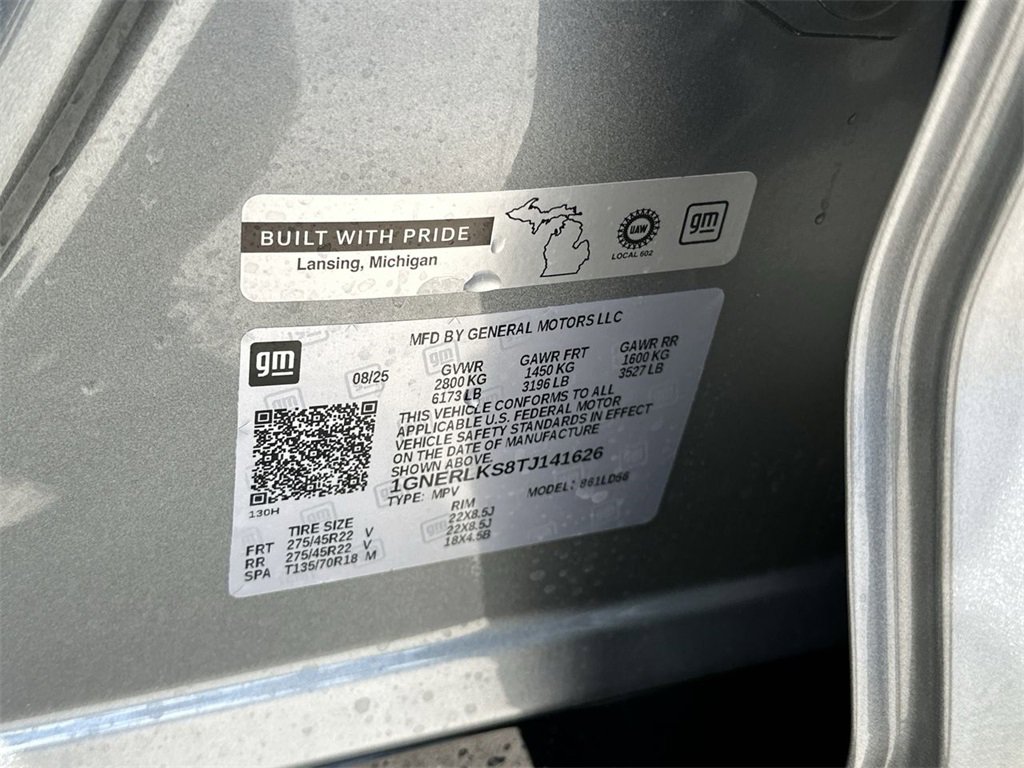 BUILT WITH PRIDE
Lansing, Michigan
UAW
LOCAL 602
gm
MFD BY GENERAL MOTORS LLC
gm
08/25
GVWR
2800 KG
6173 LB
GAWR FRT
1450 KG
3196 LB
GAWR RR
1600 KG
3527 LB
THIS VEHICLE CONFORMS TO ALL
APPLICABLE U.S. FEDERAL MOTOR
VEHICLE SAFETY STANDARDS IN EFFECT
ON THE DATE OF MANUFACTURE
SHOWN ABOVE.
1GNERLKS8TJ141626
TYPE: MPV MODEL: 861LD56
130H
TIRE SIZE RIM
FRT 275/45R22 V 22X8.5J
RR 275/45R22 V 22X8.5J
SPA T135/70R18 M 18X4.5B